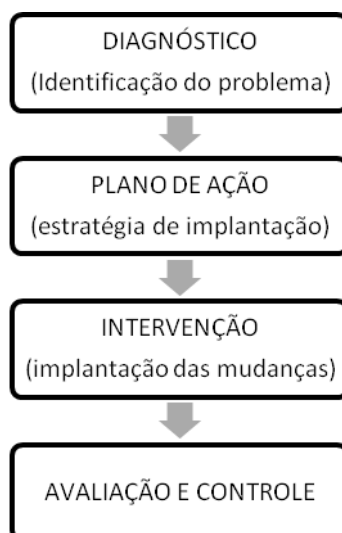 DIAGNÓSTICO
(Identificação do problema)
PLANO DE AÇÃO
(estratégia de implantação)
INTERVENÇÃO
(implantação das mudanças)
AVALIAÇÃO E CONTROLE